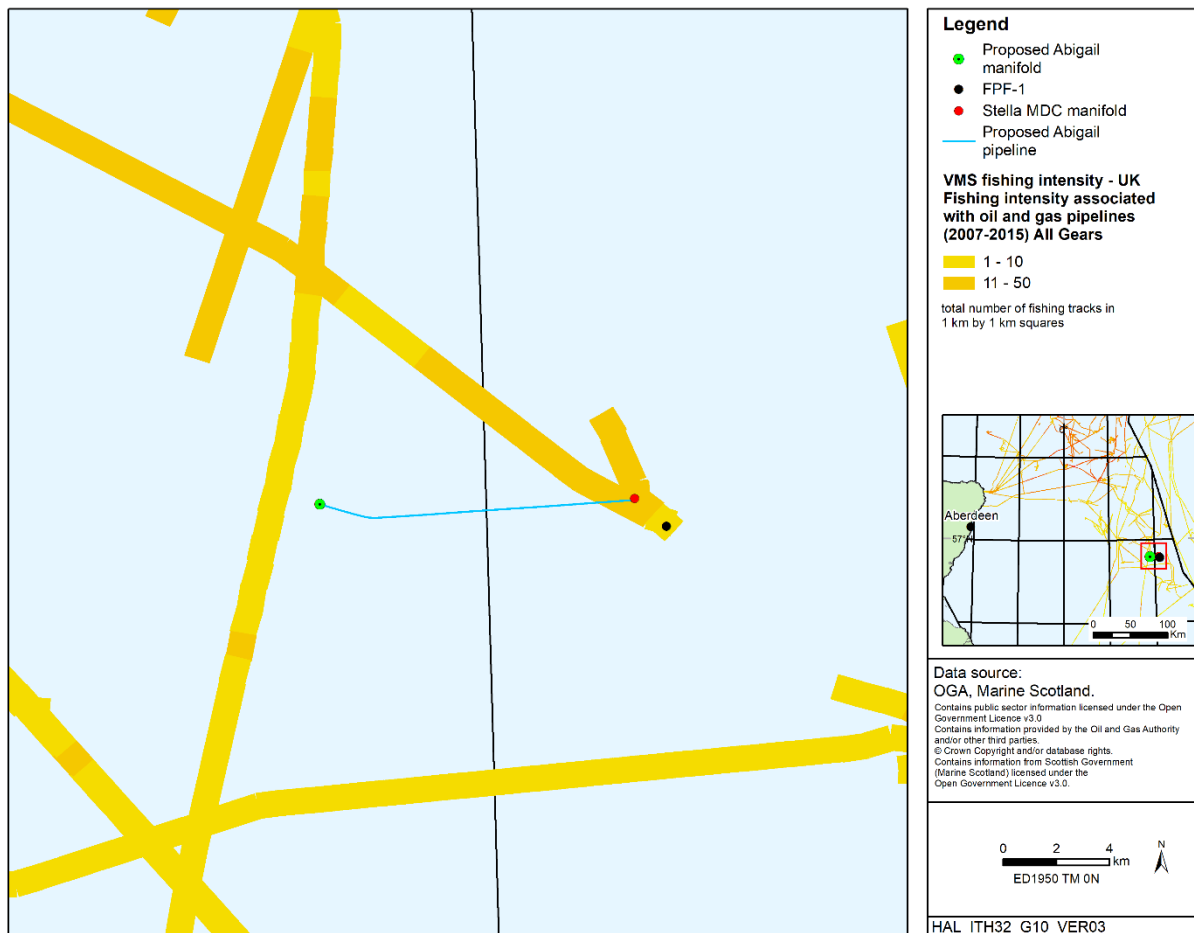 Legend
Proposed Abigail
manifold
FPF-1
Stella MDC manifold
Proposed Abigail
pipeline
VMS fishing intensity - UK
Fishing intensity associated
with oil and gas pipelines
(2007-2015) All Gears
1 - 10
11 - 50
total number of fishing tracks in
1 km by 1 km squares
Aberdeen
57°N
0 50 100
Km
Data source:
OGA, Marine Scotland.
Contains public sector information licensed under the Open
Government Licence v3.0
Contains information provided by the Oil and Gas Authority
and/or other third parties.
© Crown Copyright and/or database rights.
Contains information from Scottish Government
(Marine Scotland) licensed under the
Open Government Licence v3.0.
0 2 4
km
N
ED1950 TM 0N
HAL_ITH32_G10_VER03